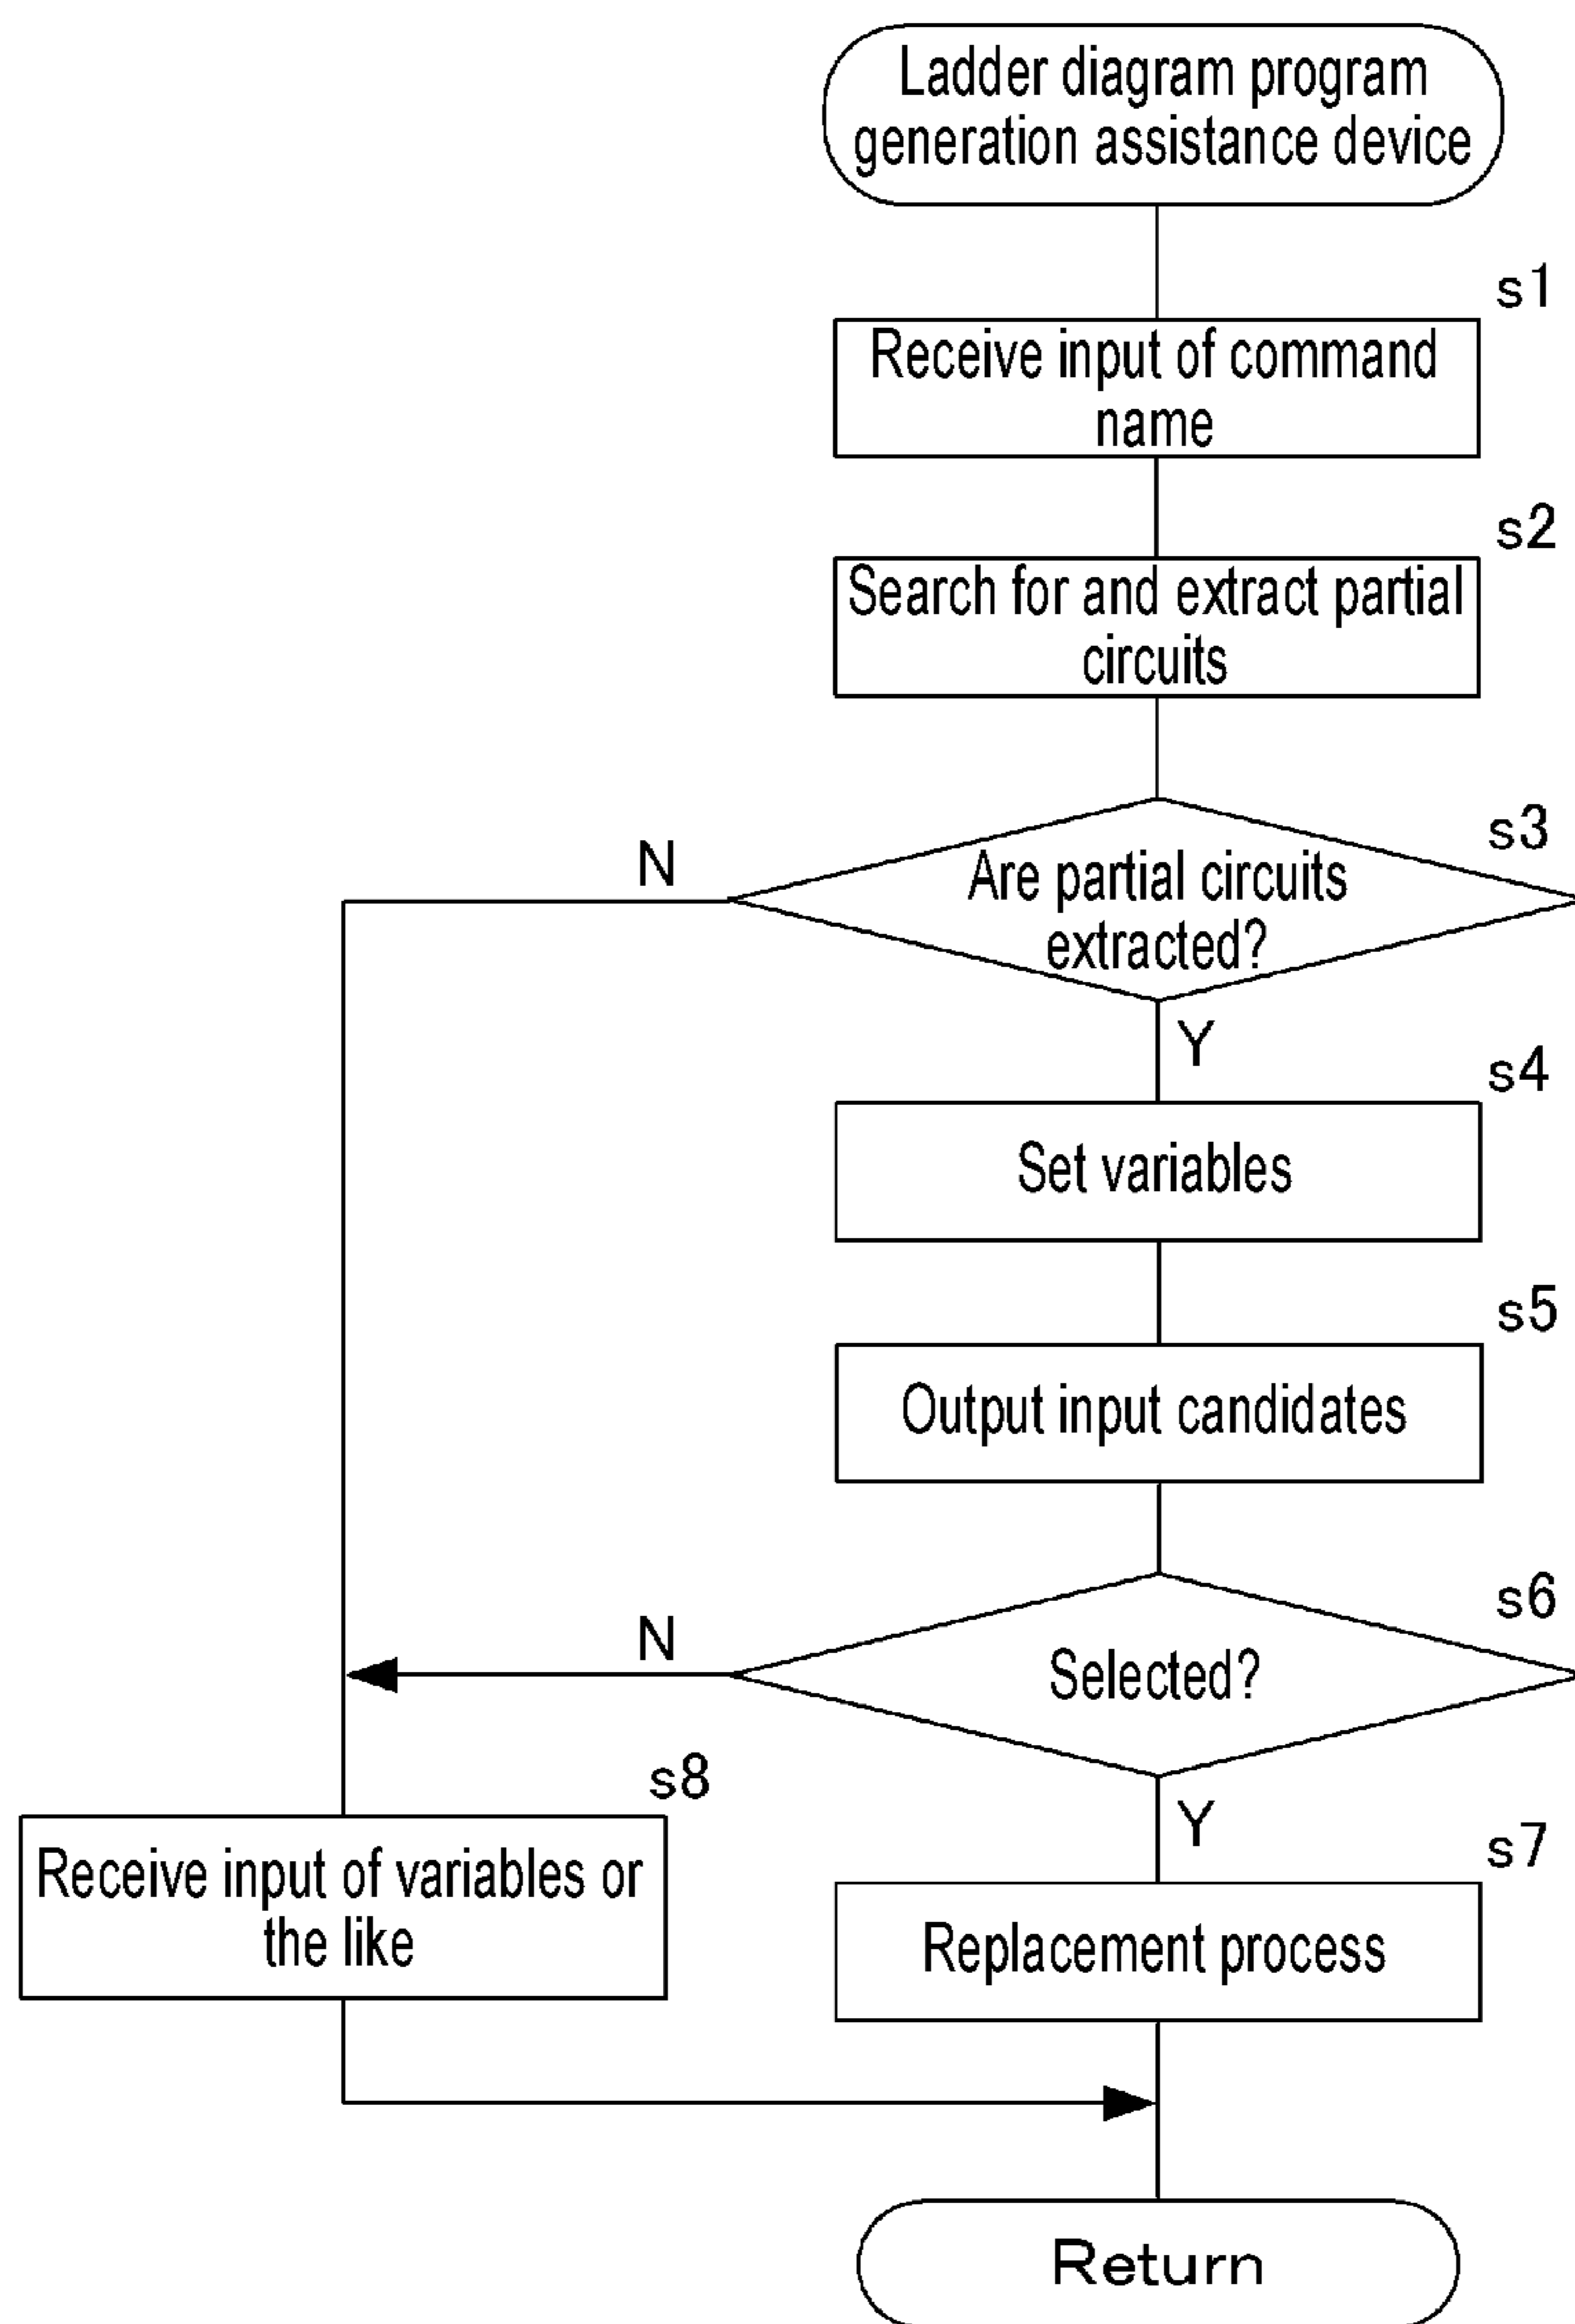 Ladder diagram program
generation assistance device
s1
Receive input of command
name
s2
Search for and extract partial
circuits
s3
N
Are partial circuits
extracted?
Y
s4
Set variables
s5
Output input candidates
s6
N
Selected?
Y
s8
Receive input of variables or
the like
s7
Replacement process
Return